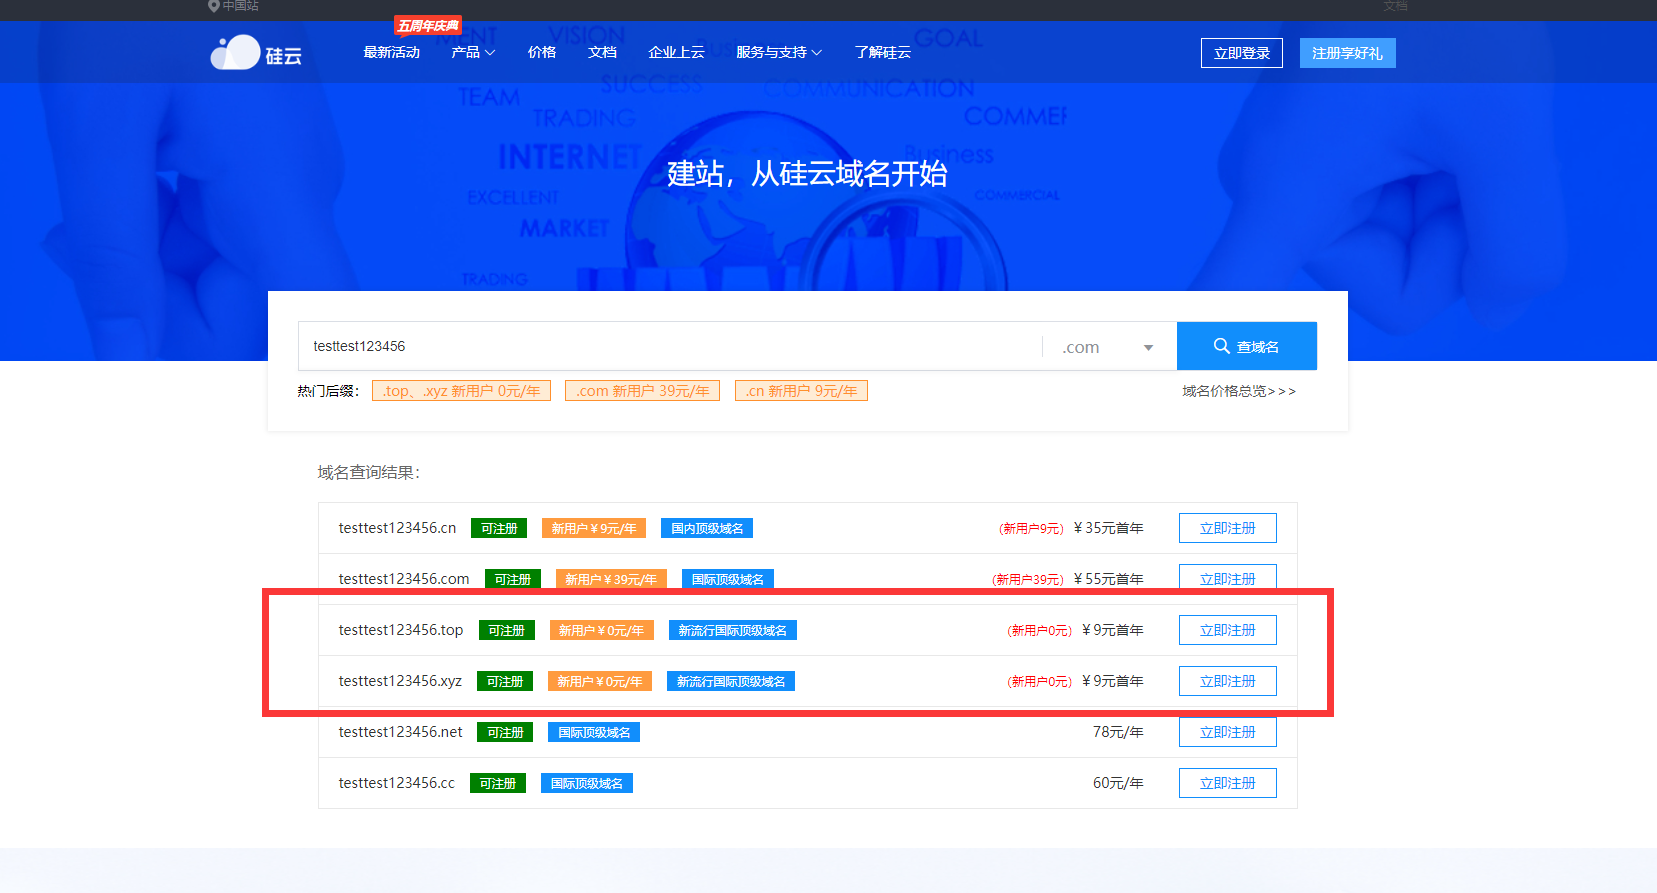 中国站
文档
五周年庆典
硅云
最新活动 产品 价格 文档 企业上云 服务与支持 了解硅云
立即登录 注册享好礼
VISION
GOAL
SUCCESS
COMMUNICATION
TEAM
TRADING
COMMER
INTERNET
Business
EXCELLENT
COMMERCIAL
MARKET
TRADING
建站，从硅云域名开始
testtest123456 .com 查域名
热门后缀： .top、.xyz 新用户 0元/年 .com 新用户 39元/年 .cn 新用户 9元/年 域名价格总览>>>
域名查询结果：
testtest123456.cn 可注册 新用户￥9元/年 国内顶级域名 (新用户9元) ￥35元首年 立即注册
testtest123456.com 可注册 新用户￥39元/年 国际顶级域名 (新用户39元) ￥55元首年 立即注册
testtest123456.top 可注册 新用户￥0元/年 新流行国际顶级域名 (新用户0元) ￥9元首年 立即注册
testtest123456.xyz 可注册 新用户￥0元/年 新流行国际顶级域名 (新用户0元) ￥9元首年 立即注册
testtest123456.net 可注册 国际顶级域名 78元/年 立即注册
testtest123456.cc 可注册 国际顶级域名 60元/年 立即注册